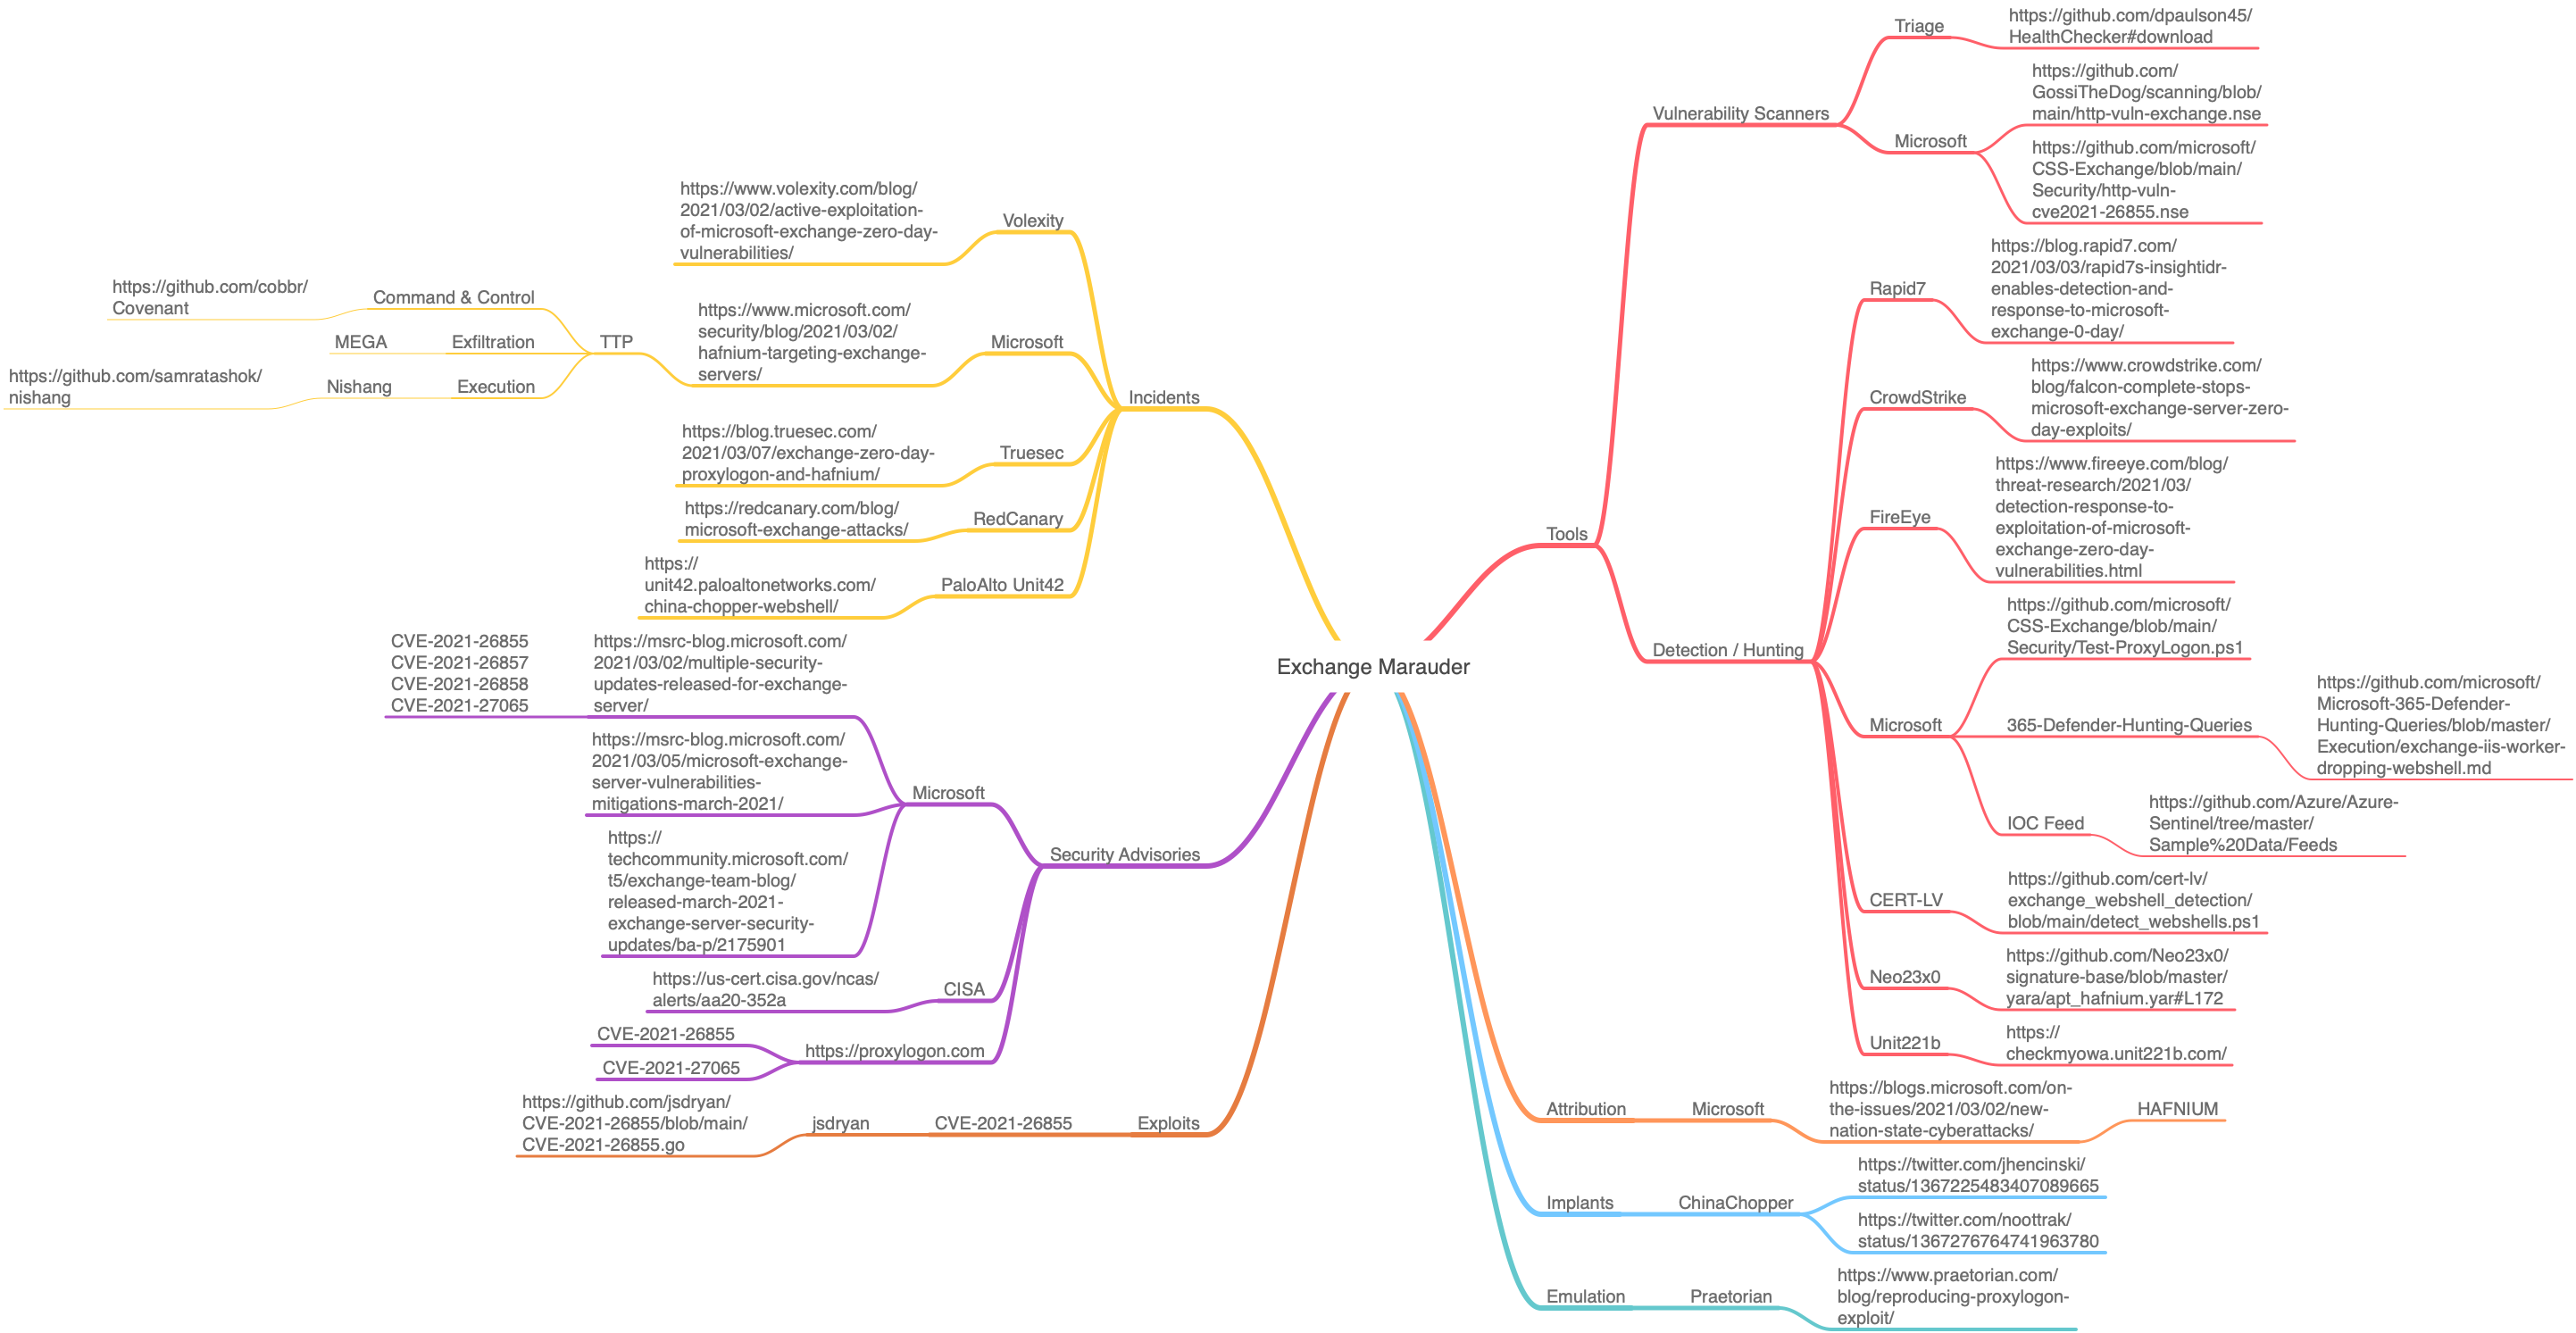 Exchange Marauder
Incidents
Volexity
https://www.volexity.com/blog/
2021/03/02/active-exploitation-
of-microsoft-exchange-zero-day-
vulnerabilities/
Microsoft
https://www.microsoft.com/
security/blog/2021/03/02/
hafnium-targeting-exchange-
servers/
TTP
Command & Control
https://github.com/cobbr/
Covenant
Exfiltration
MEGA
Execution
Nishang
https://github.com/samratashok/
nishang
Truesec
https://blog.truesec.com/
2021/03/07/exchange-zero-day-
proxylogon-and-hafnium/
RedCanary
https://redcanary.com/blog/
microsoft-exchange-attacks/
PaloAlto Unit42
https://
unit42.paloaltonetworks.com/
china-chopper-webshell/
Security Advisories
Microsoft
https://msrc-blog.microsoft.com/
2021/03/02/multiple-security-
updates-released-for-exchange-
server/
CVE-2021-26855
CVE-2021-26857
CVE-2021-26858
CVE-2021-27065
https://msrc-blog.microsoft.com/
2021/03/05/microsoft-exchange-
server-vulnerabilities-
mitigations-march-2021/
https://
techcommunity.microsoft.com/
t5/exchange-team-blog/
released-march-2021-
exchange-server-security-
updates/ba-p/2175901
CISA
https://us-cert.cisa.gov/ncas/
alerts/aa20-352a
https://proxylogon.com
CVE-2021-26855
CVE-2021-27065
Exploits
CVE-2021-26855
jsdryan
https://github.com/jsdryan/
CVE-2021-26855/blob/main/
CVE-2021-26855.go
Tools
Vulnerability Scanners
Triage
https://github.com/dpaulson45/
HealthChecker#download
Microsoft
https://github.com/
GossiTheDog/scanning/blob/
main/http-vuln-exchange.nse
https://github.com/microsoft/
CSS-Exchange/blob/main/
Security/http-vuln-
cve2021-26855.nse
Detection / Hunting
Rapid7
https://blog.rapid7.com/
2021/03/03/rapid7s-insightidr-
enables-detection-and-
response-to-microsoft-
exchange-0-day/
CrowdStrike
https://www.crowdstrike.com/
blog/falcon-complete-stops-
microsoft-exchange-server-zero-
day-exploits/
FireEye
https://www.fireeye.com/blog/
threat-research/2021/03/
detection-response-to-
exploitation-of-microsoft-
exchange-zero-day-
vulnerabilities.html
Microsoft
https://github.com/microsoft/
CSS-Exchange/blob/main/
Security/Test-ProxyLogon.ps1
365-Defender-Hunting-Queries
https://github.com/microsoft/
Microsoft-365-Defender-
Hunting-Queries/blob/master/
Execution/exchange-iis-worker-
dropping-webshell.md
IOC Feed
https://github.com/Azure/Azure-
Sentinel/tree/master/
Sample%20Data/Feeds
CERT-LV
https://github.com/cert-lv/
exchange_webshell_detection/
blob/main/detect_webshells.ps1
Neo23x0
https://github.com/Neo23x0/
signature-base/blob/master/
yara/apt_hafnium.yar#L172
Unit221b
https://
checkmyowa.unit221b.com/
Attribution
Microsoft
https://blogs.microsoft.com/on-
the-issues/2021/03/02/new-
nation-state-cyberattacks/
HAFNIUM
Implants
ChinaChopper
https://twitter.com/jhencinski/
status/1367225483407089665
https://twitter.com/noottrak/
status/1367276764741963780
Emulation
Praetorian
https://www.praetorian.com/
blog/reproducing-proxylogon-
exploit/